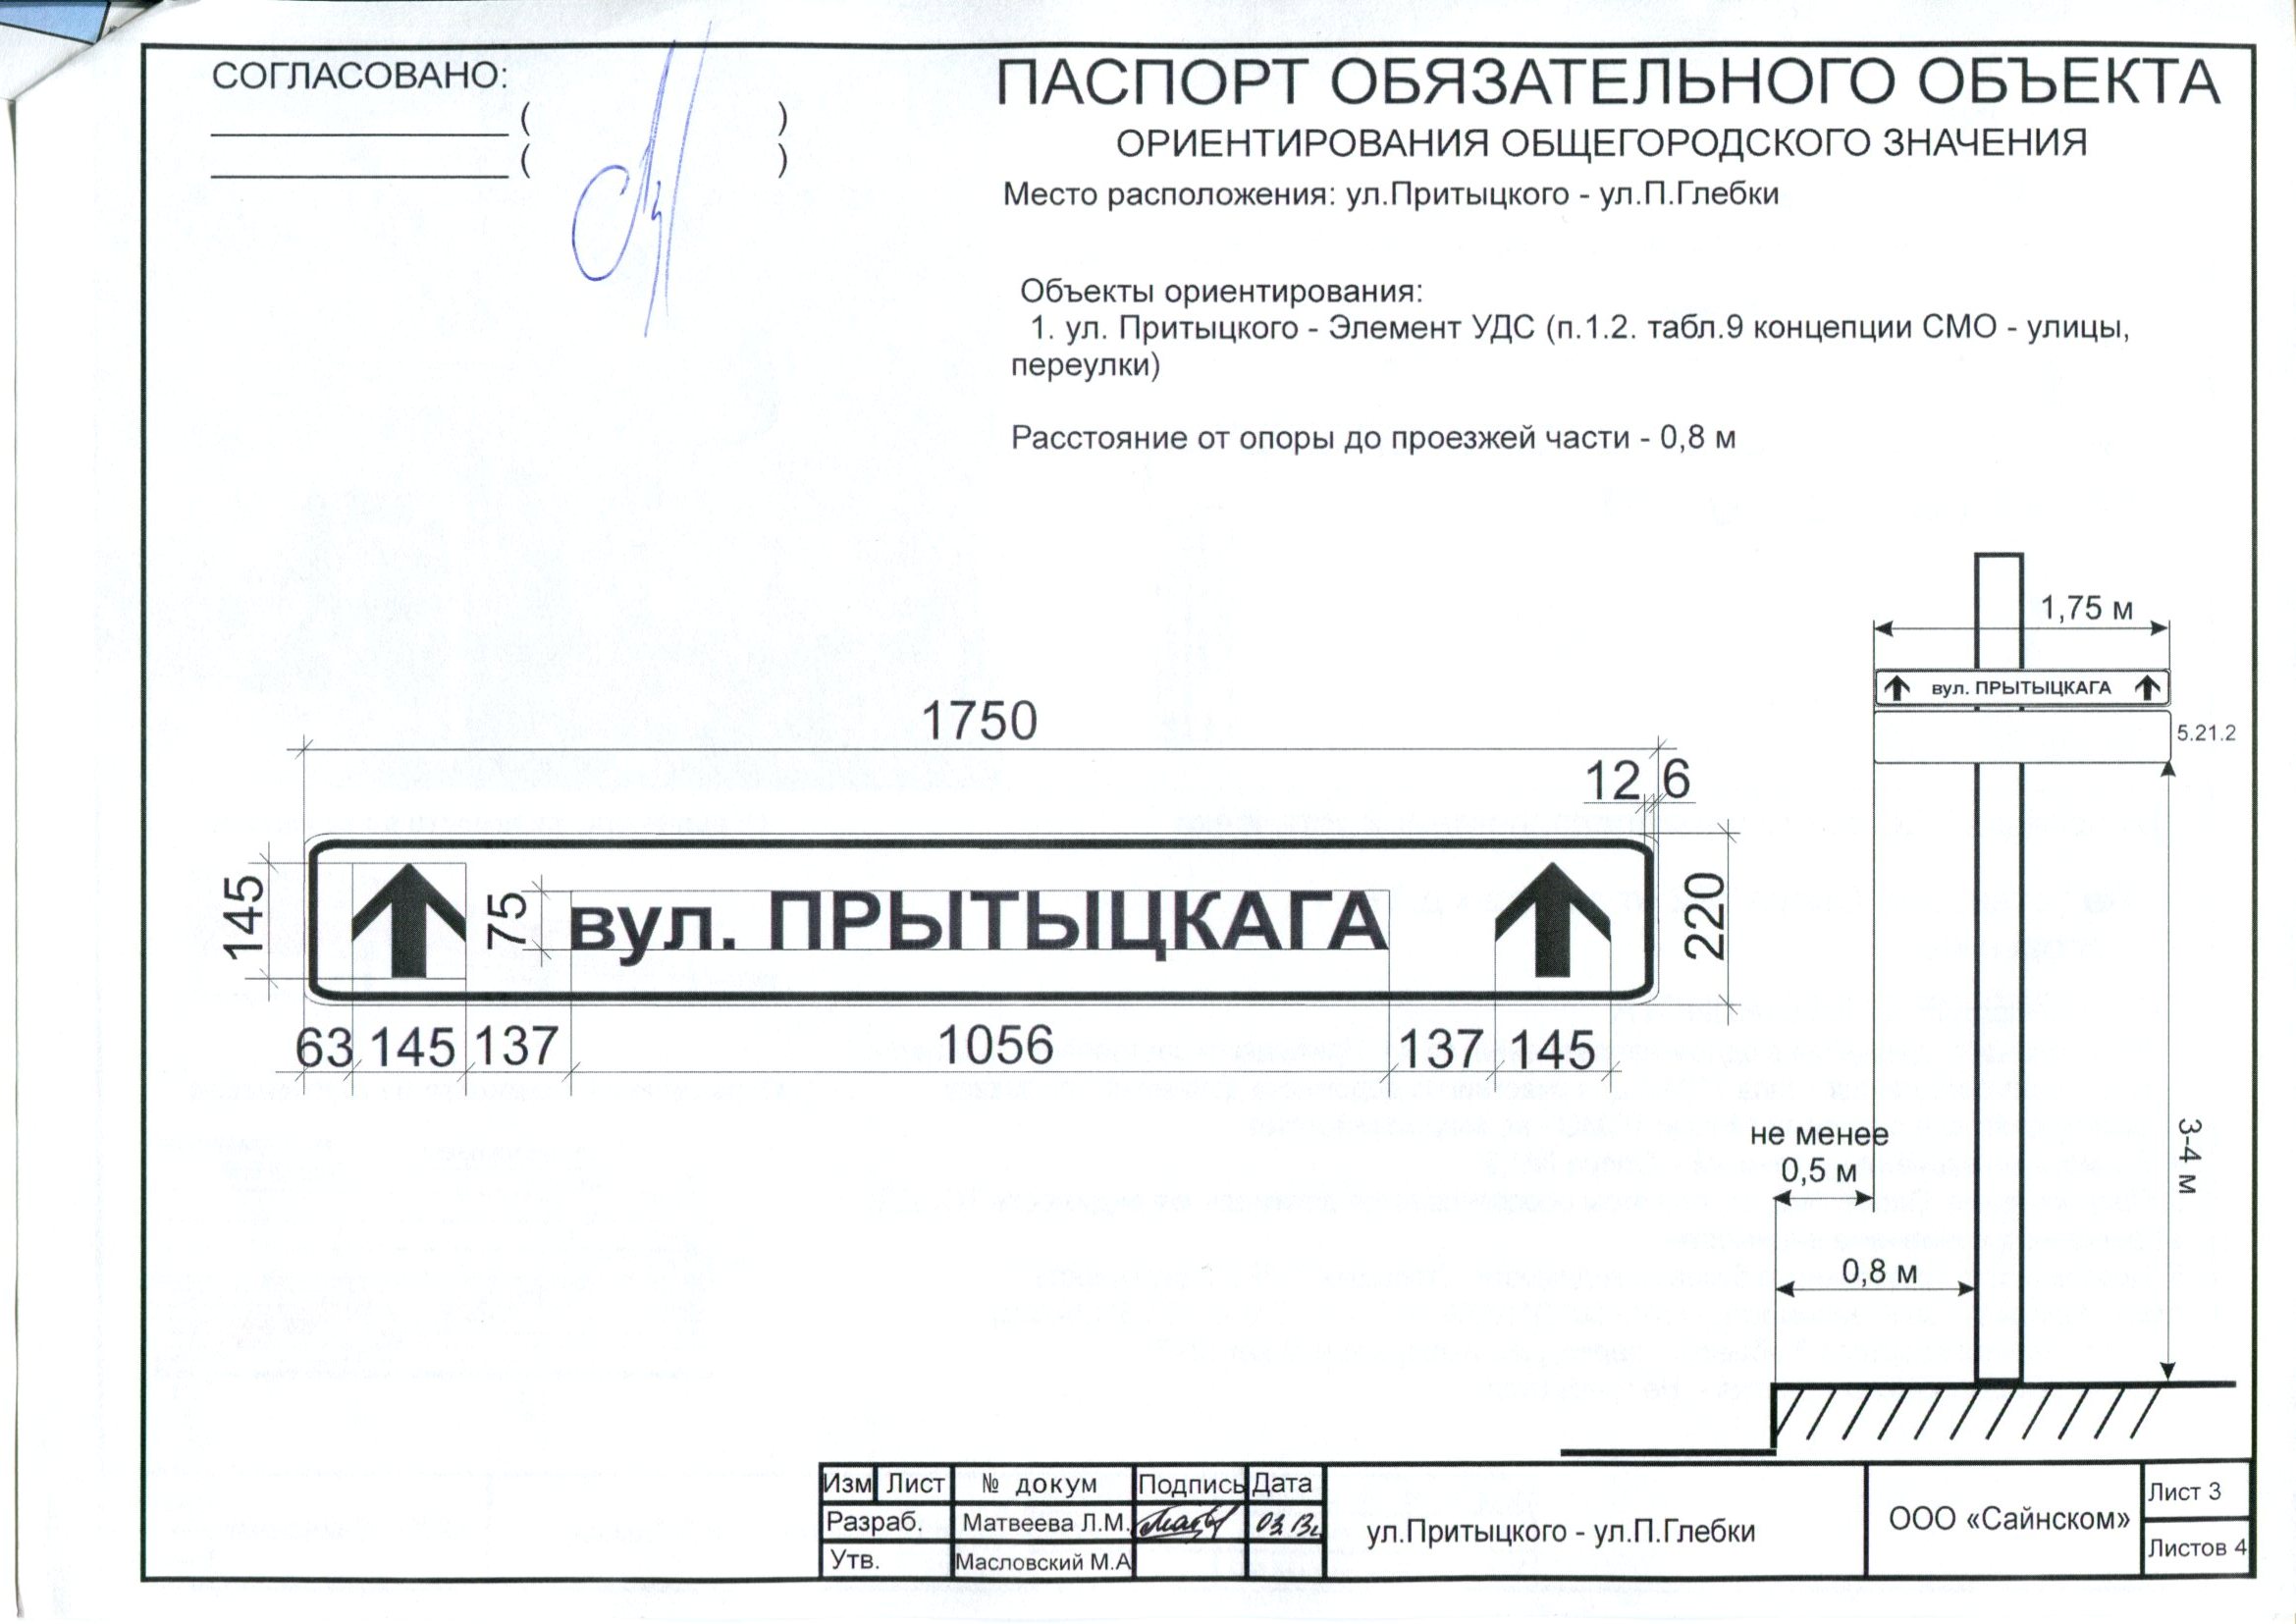 СОГЛАСОВАНО:
( )
( )
ПАСПОРТ ОБЯЗАТЕЛЬНОГО ОБЪЕКТА
ОРИЕНТИРОВАНИЯ ОБЩЕГОРОДСКОГО ЗНАЧЕНИЯ
Место расположения: ул.Притыцкого - ул.П.Глебки
Объекты ориентирования:
1. ул. Притыцкого - Элемент УДС (п.1.2. табл.9 концепции СМО - улицы,
переулки)
Расстояние от опоры до проезжей части - 0,8 м
1750
12 6
145
75
вул. ПРЫТЫЦКАГА
220
63 145 137 1056 137 145
1,75 м
вул. ПРЫТЫЦКАГА
5.21.2
не менее
0,5 м
3-4 м
0,8 м
Изм Лист № докум Подпись Дата
Разраб. Матвеева Л.М.
Утв. Масловский М.А
ул.Притыцкого - ул.П.Глебки
ООО «Сайнском»
Лист 3
Листов 4